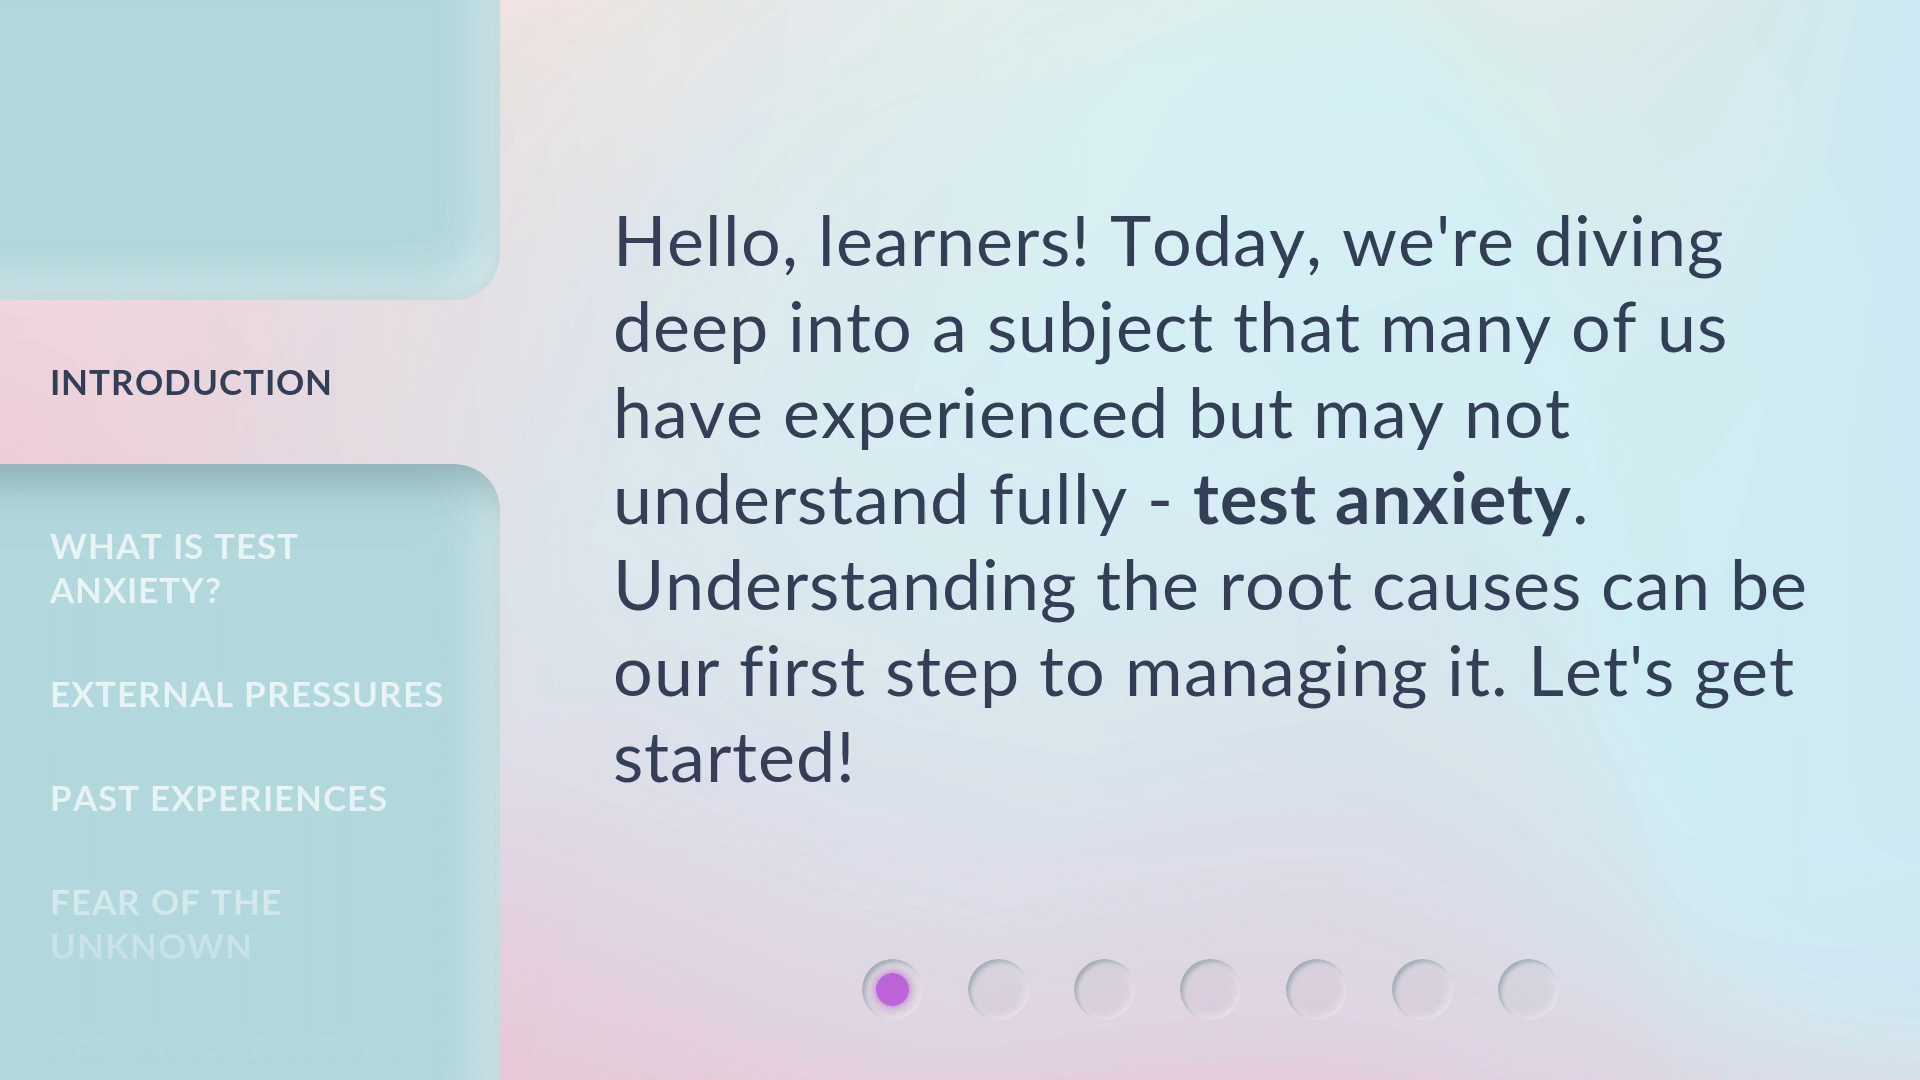 INTRODUCTION
WHAT IS TEST
ANXIETY?
EXTERNAL PRESSURES
PAST EXPERIENCES
FEAR OF THE
UNKNOWN
PERSONAL FACTORS
Hello, learners! Today, we're diving
deep into a subject that many of us
have experienced but may not
understand fully - test anxiety.
Understanding the root causes can be
our first step to managing it. Let's get
started!